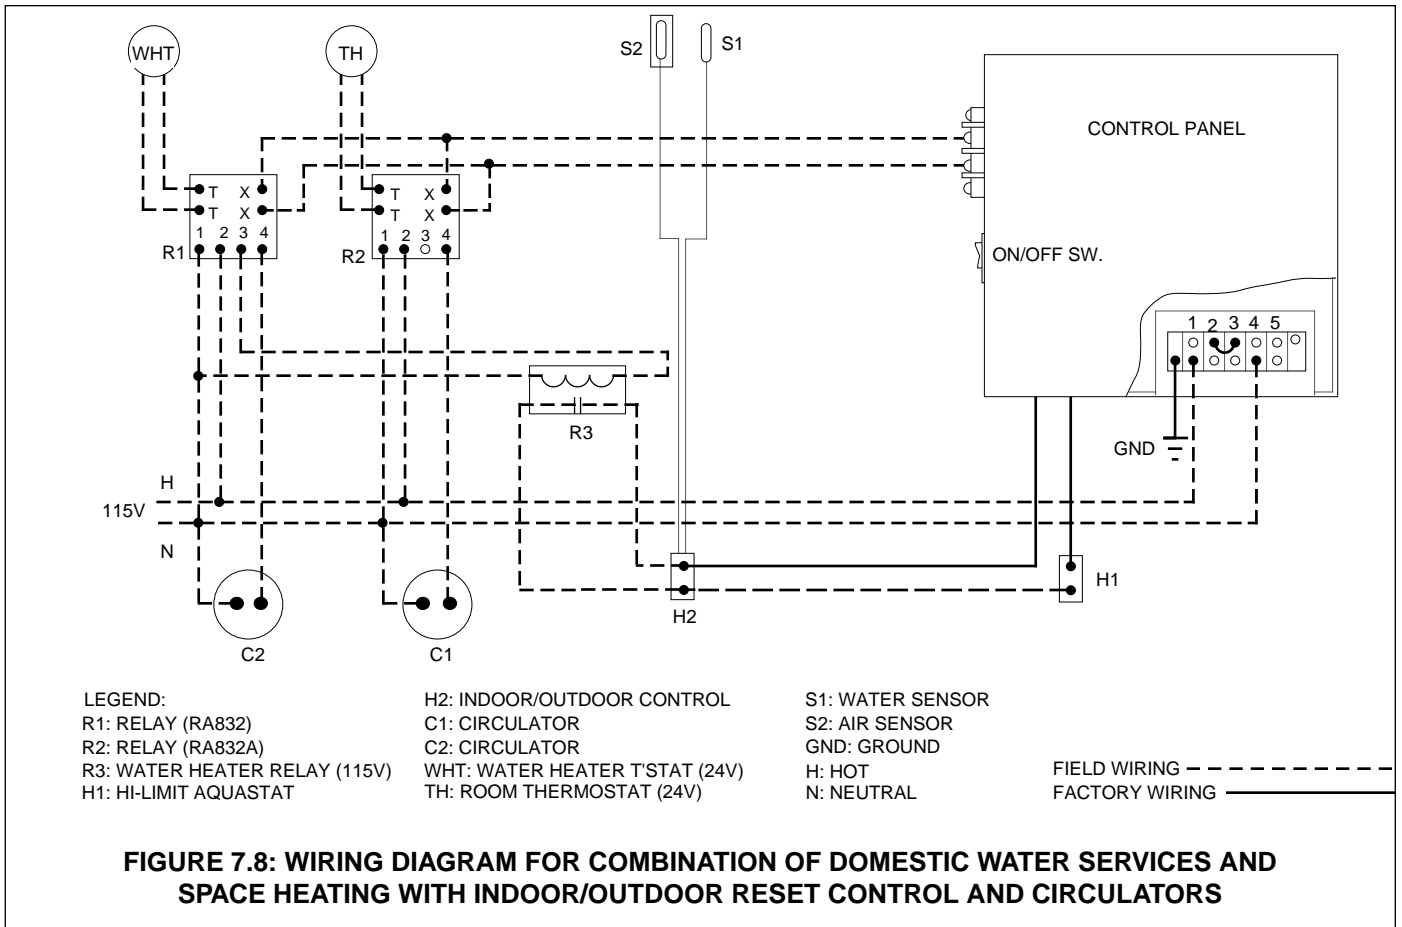 WHT
TH
S2
S1
CONTROL PANEL
T X
T X
1 2 3 4
R1
T X
T X
1 2 3 4
R2
ON/OFF SW.
1 2 3 4 5
R3
GND
H
115V
N
H1
H2
C2
C1
LEGEND:
R1: RELAY (RA832)
R2: RELAY (RA832A)
R3: WATER HEATER RELAY (115V)
H1: HI-LIMIT AQUASTAT
H2: INDOOR/OUTDOOR CONTROL
C1: CIRCULATOR
C2: CIRCULATOR
WHT: WATER HEATER T'STAT (24V)
TH: ROOM THERMOSTAT (24V)
S1: WATER SENSOR
S2: AIR SENSOR
GND: GROUND
H: HOT
N: NEUTRAL
FIELD WIRING
FACTORY WIRING
FIGURE 7.8: WIRING DIAGRAM FOR COMBINATION OF DOMESTIC WATER SERVICES AND
SPACE HEATING WITH INDOOR/OUTDOOR RESET CONTROL AND CIRCULATORS